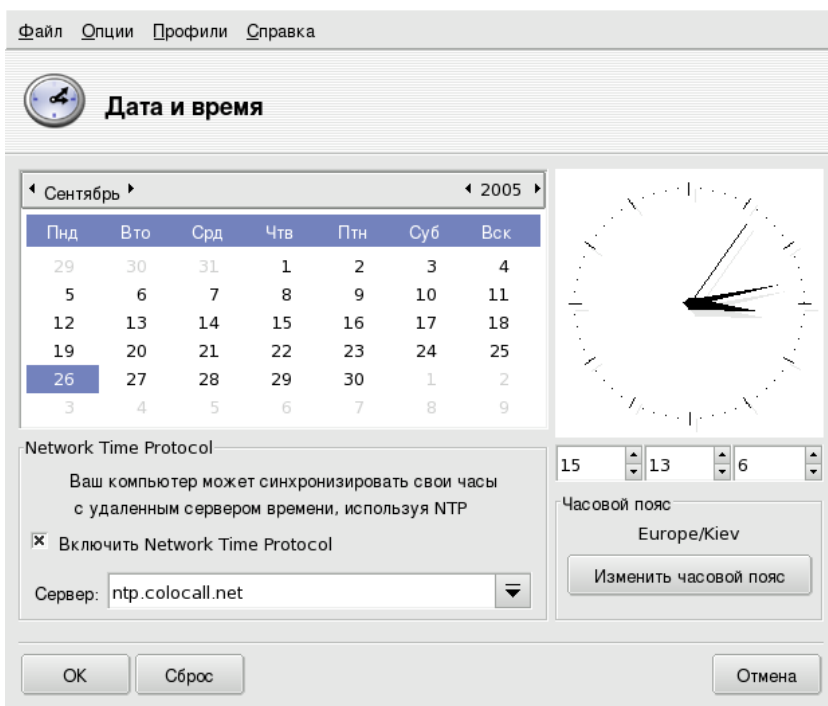 Файл Опции Профили Справка
Дата и время
Сентябрь 2005
Пнд Вто Срд Чтв Птн Суб Вск
29 30 31 1 2 3 4
5 6 7 8 9 10 11
12 13 14 15 16 17 18
19 20 21 22 23 24 25
26 27 28 29 30 1 2
3 4 5 6 7 8 9
15 13 6
Network Time Protocol
Ваш компьютер может синхронизировать свои часы
с удаленным сервером времени, используя NTP
Включить Network Time Protocol
Сервер: ntp.colocall.net
Часовой пояс
Europe/Kiev
Изменить часовой пояс
OK Сброс Отмена